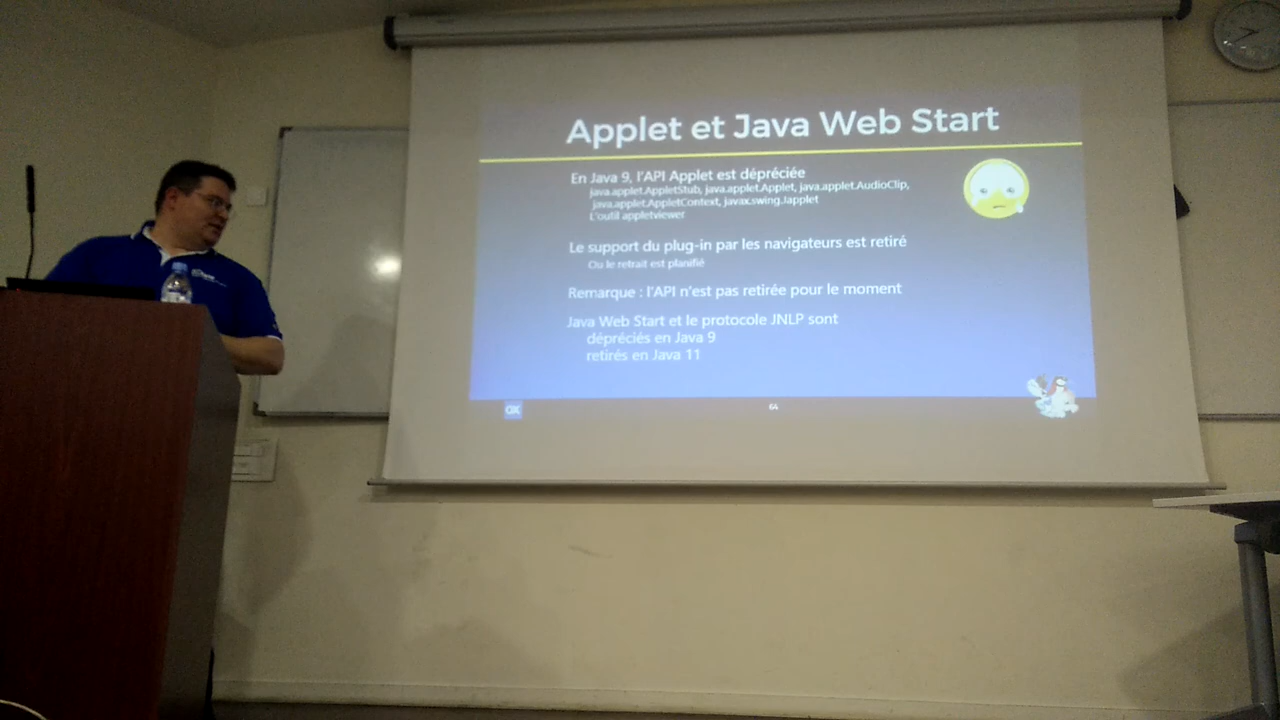 Applet et Java Web Start
En Java 9, l'API Applet est dépréciée
java.applet.AppletStub, java.applet.Applet, java.applet.AudioClip,
java.applet.AppletContext, javax.swing.Japplet
L'outil appletviewer
Le support du plug-in par les navigateurs est retiré
Ou le retrait est planifié
Remarque : l'API n'est pas retirée pour le moment
Java Web Start et le protocole JNLP sont
dépréciés en Java 9
retirés en Java 11
64